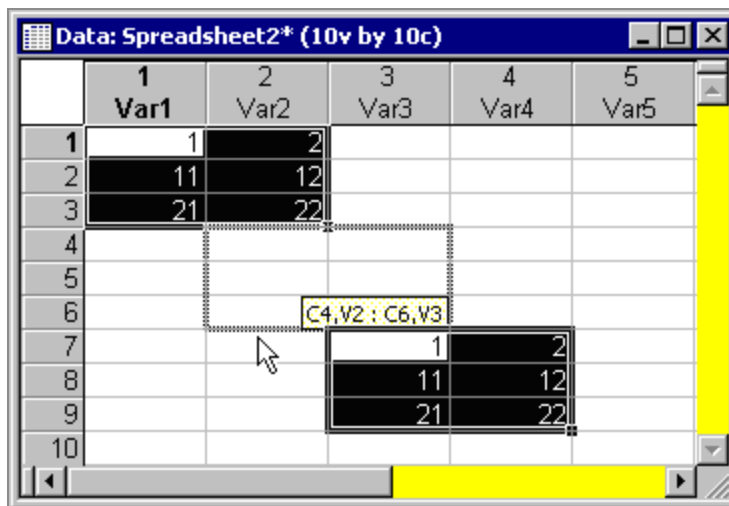 Data: Spreadsheet2* (10v by 10c)
1 2 3 4 5
Var1 Var2 Var3 Var4 Var5
1 1 2
2 11 12
3 21 22
4
5
6 C4,V2 : C6,V3
7 1 2
8 11 12
9 21 22
10